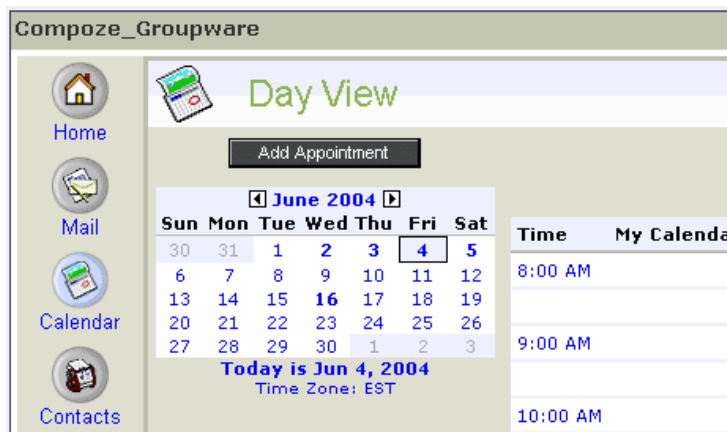 Compoze_Groupware
Home
Mail
Calendar
Contacts
Day View
Add Appointment
June 2004
Sun Mon Tue Wed Thu Fri Sat
30 31 1 2 3 4 5
6 7 8 9 10 11 12
13 14 15 16 17 18 19
20 21 22 23 24 25 26
27 28 29 30 1 2 3
Today is Jun 4, 2004
Time Zone: EST
Time My Calenda
8:00 AM
9:00 AM
10:00 AM